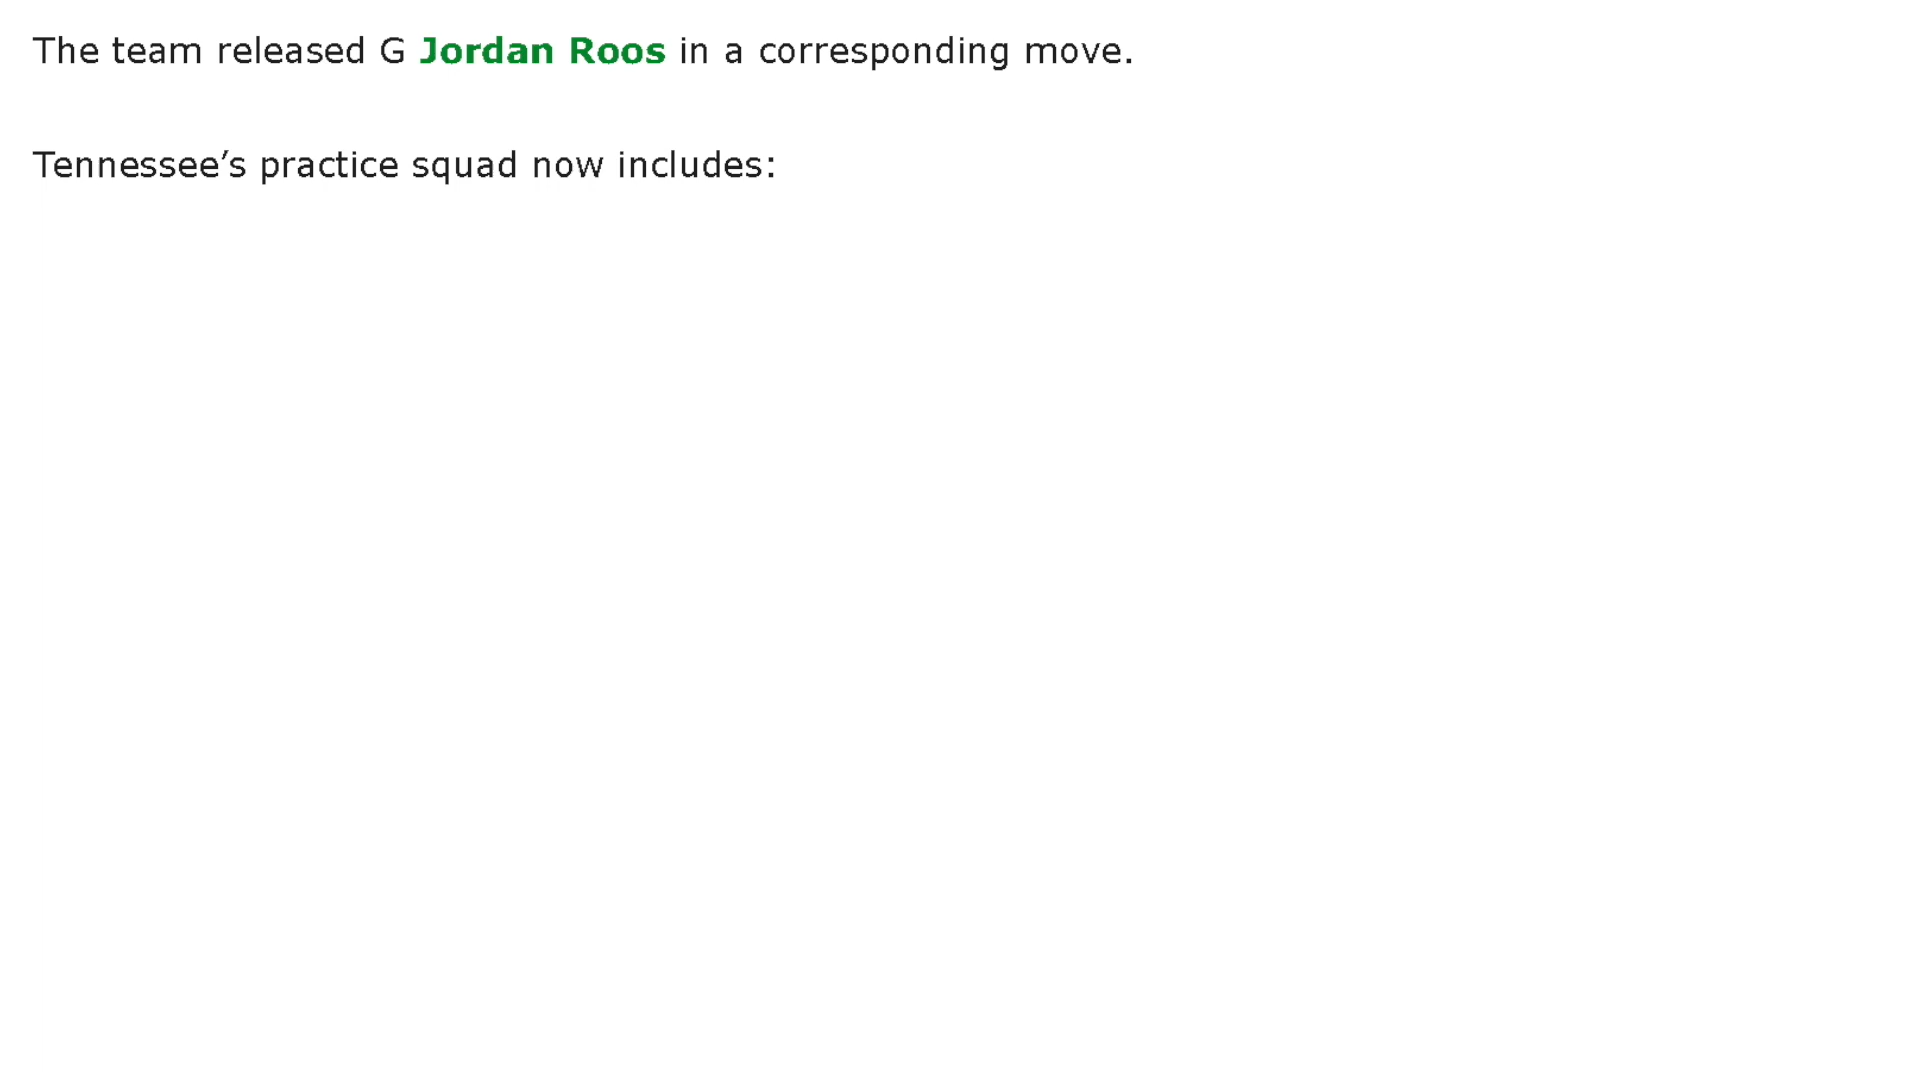 The team released G Jordan Roos in a corresponding move.
Tennessee’s practice squad now includes: